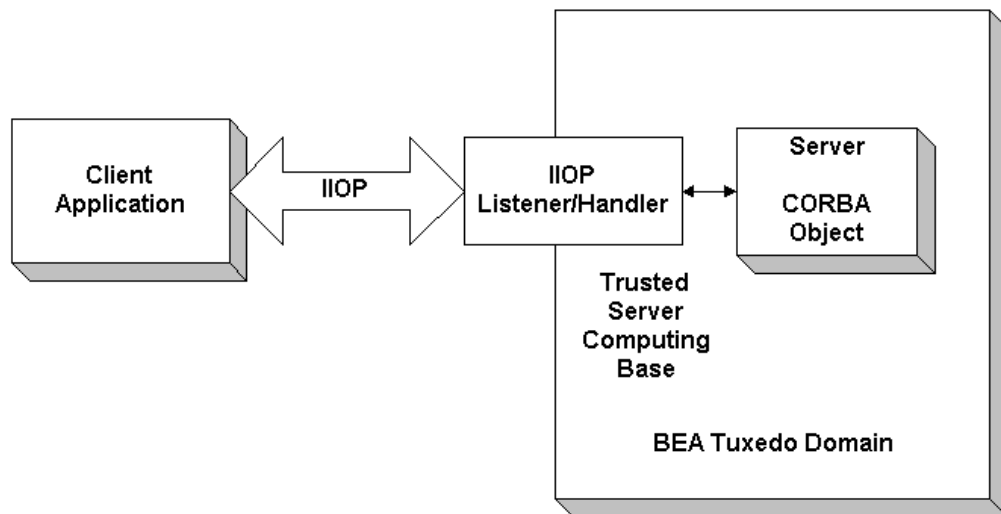 Client
Application
IIOP
IIOP
Listener/Handler
Server
CORBA
Object
Trusted
Server
Computing
Base
BEA Tuxedo Domain